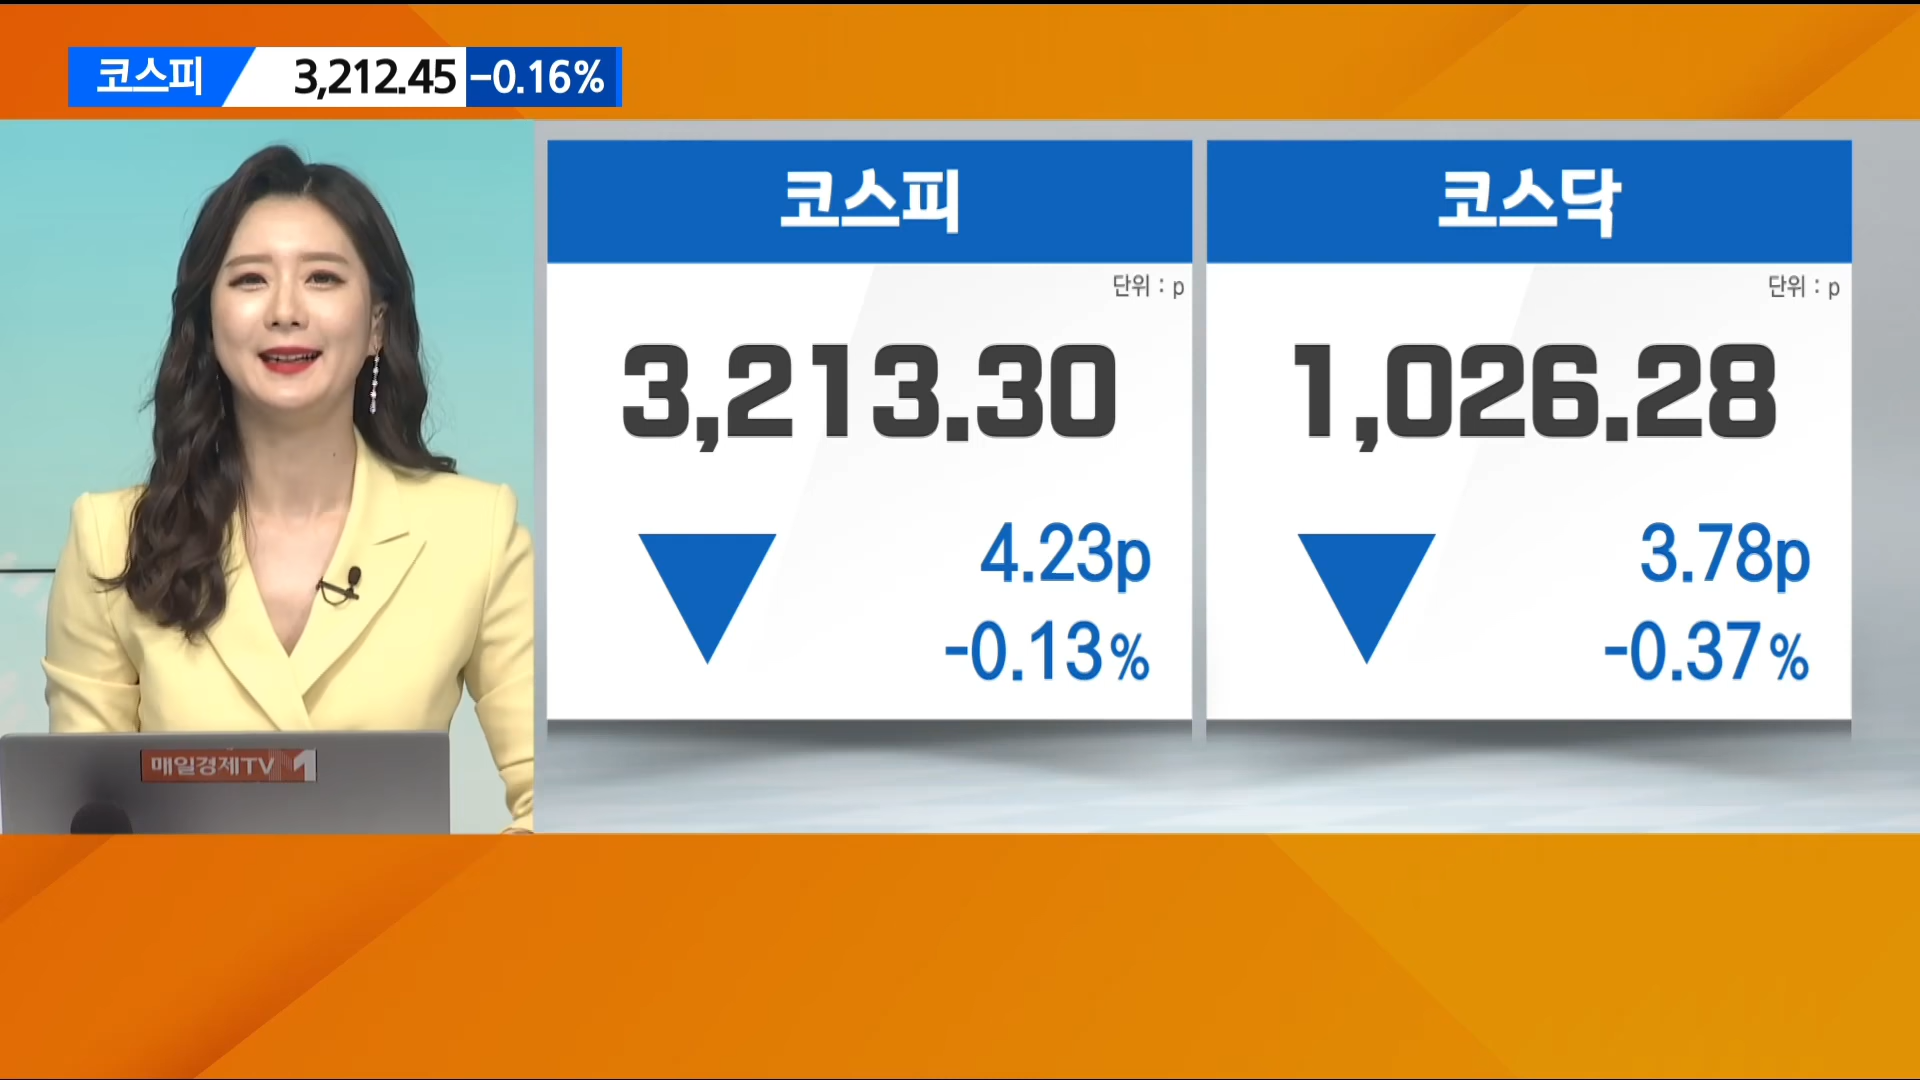 코스피 3,212.45 -0.16%
코스피
단위 : p
3,213.30
▼ 4.23p
-0.13%
코스닥
단위 : p
1,026.28
▼ 3.78p
-0.37%
매일경제TV 1